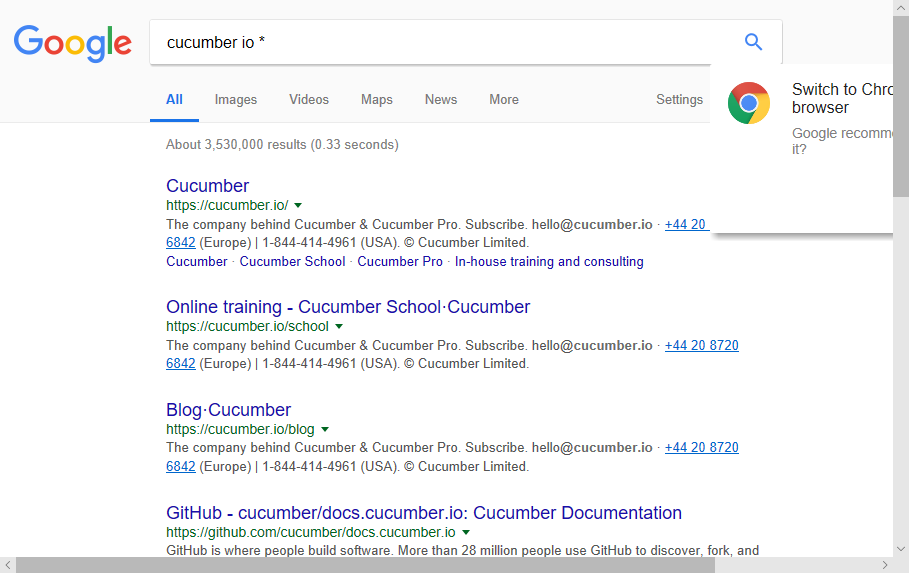 Google
cucumber io *
All Images Videos Maps News More Settings
Switch to Chro
browser
Google recomme
it?
About 3,530,000 results (0.33 seconds)
Cucumber
https://cucumber.io/
The company behind Cucumber & Cucumber Pro. Subscribe. hello@cucumber.io · +44 20
6842 (Europe) | 1-844-414-4961 (USA). © Cucumber Limited.
Cucumber · Cucumber School · Cucumber Pro · In-house training and consulting
Online training - Cucumber School·Cucumber
https://cucumber.io/school
The company behind Cucumber & Cucumber Pro. Subscribe. hello@cucumber.io · +44 20 8720
6842 (Europe) | 1-844-414-4961 (USA). © Cucumber Limited.
Blog·Cucumber
https://cucumber.io/blog
The company behind Cucumber & Cucumber Pro. Subscribe. hello@cucumber.io · +44 20 8720
6842 (Europe) | 1-844-414-4961 (USA). © Cucumber Limited.
GitHub - cucumber/docs.cucumber.io: Cucumber Documentation
https://github.com/cucumber/docs.cucumber.io
GitHub is where people build software. More than 28 million people use GitHub to discover, fork, and